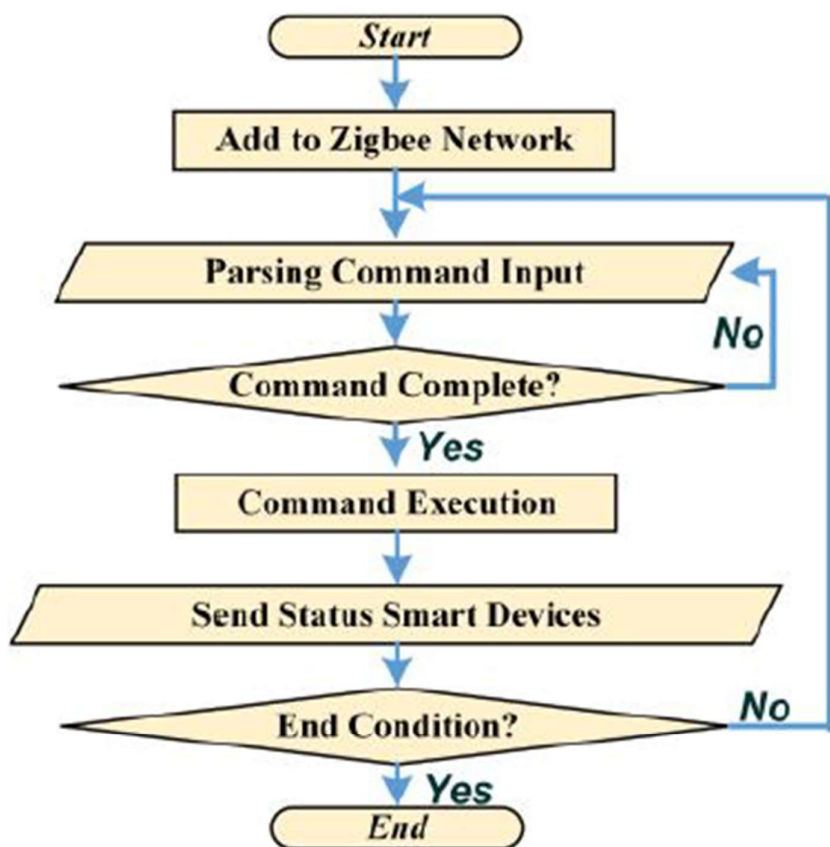 Start
Add to Zigbee Network
Parsing Command Input
No
Command Complete?
Yes
Command Execution
Send Status Smart Devices
No
End Condition?
Yes
End